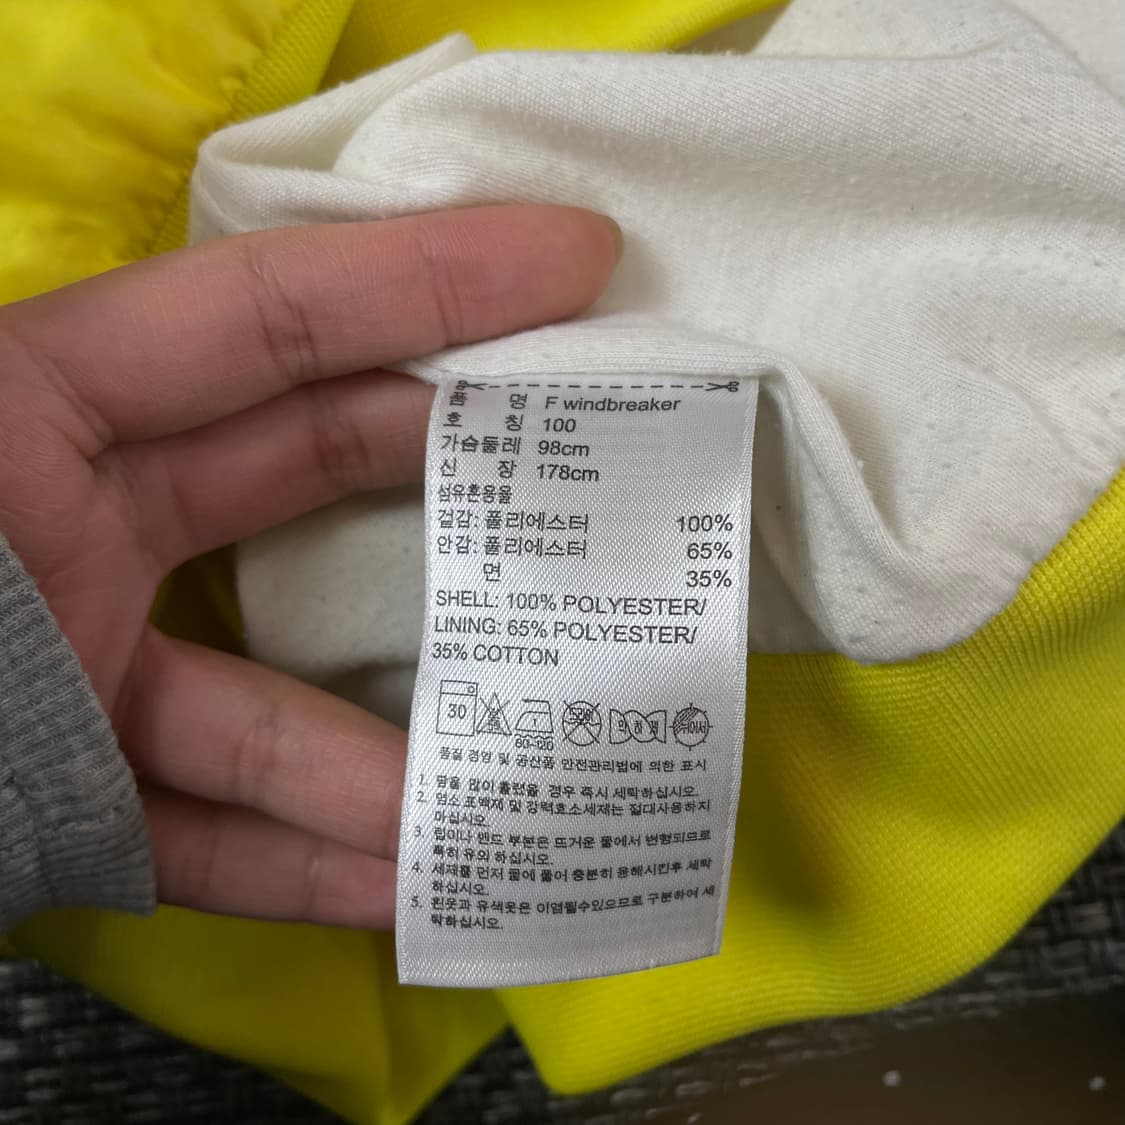 품 명 F windbreaker
호 칭 100
가슴둘레 98cm
신 장 178cm
섬유혼용율
겉감: 폴리에스터 100%
안감: 폴리에스터 65%
면 35%
SHELL: 100% POLYESTER/
LINING: 65% POLYESTER/
35% COTTON
30 약하게 뉘어서
60~120
품질 경영 및 공산품 안전관리법에 의한 표시
1. 땀을 많이 흘렸을 경우 즉시 세탁하십시오.
2. 염소 표백제 및 강력효소세제는 절대사용하지
마십시오.
3. 립이나 밴드 부분은 뜨거운 물에서 변형되므로
특히 유의 하십시오.
4. 세제를 먼저 물에 풀어 충분히 용해시킨후 세탁
하십시오.
5. 흰옷과 유색옷은 이염될수있으므로 구분하여 세
탁하십시오.